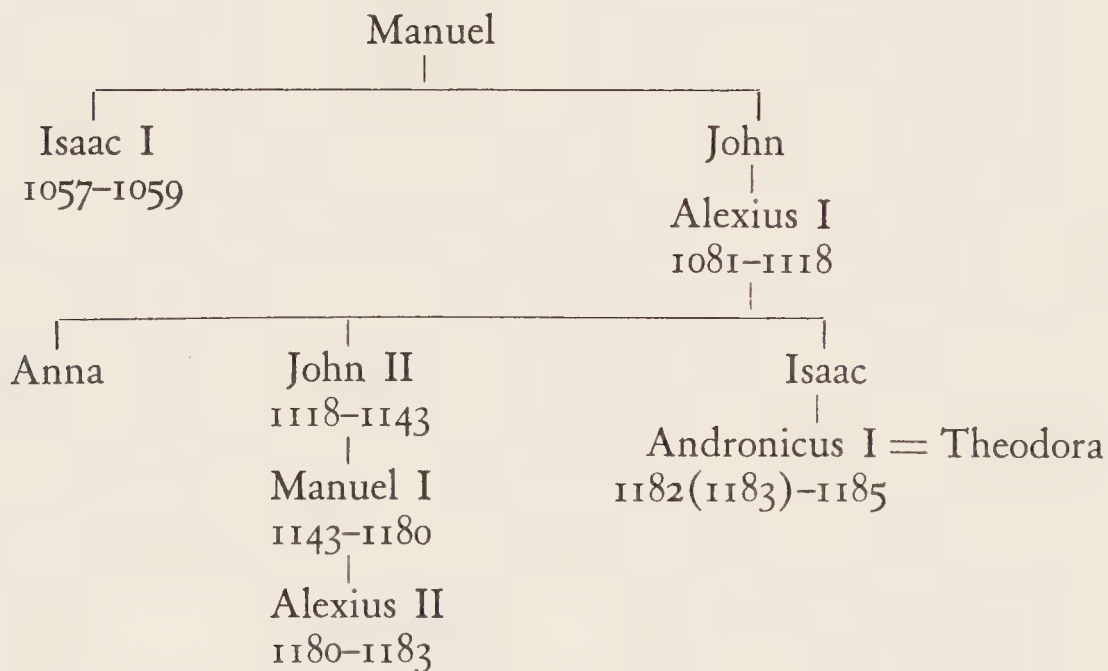 Manuel
Isaac I John
1057–1059
Alexius I
1081–1118
Anna John II Isaac
1118–1143
Andronicus I = Theodora
Manuel I 1182(1183)–1185
1143–1180
Alexius II
1180–1183